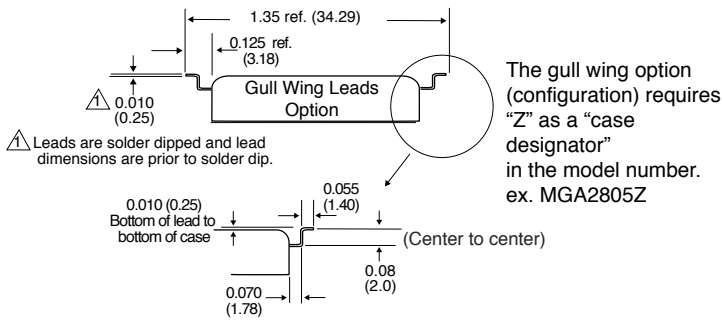 1.35 ref. (34.29)
0.125 ref.
(3.18)
Gull Wing Leads
Option
1 0.010
(0.25)
1 Leads are solder dipped and lead
dimensions are prior to solder dip.
The gull wing option
(configuration) requires
“Z” as a “case
designator”
in the model number.
ex. MGA2805Z
0.055
(1.40)
0.010 (0.25)
Bottom of lead to
bottom of case
(Center to center)
0.08
(2.0)
0.070
(1.78)